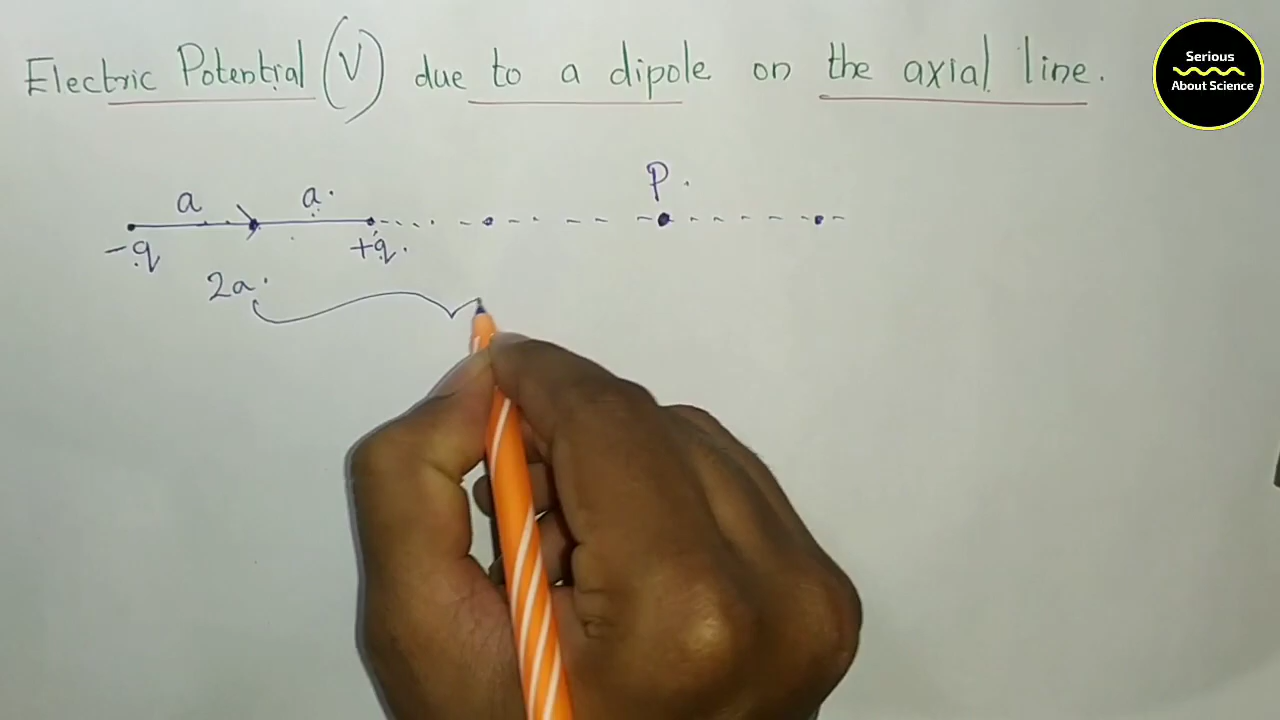 Electric Potential (V) due to a dipole on the axial line.
Serious
About Science
a a. P.
-q +q.
2a.